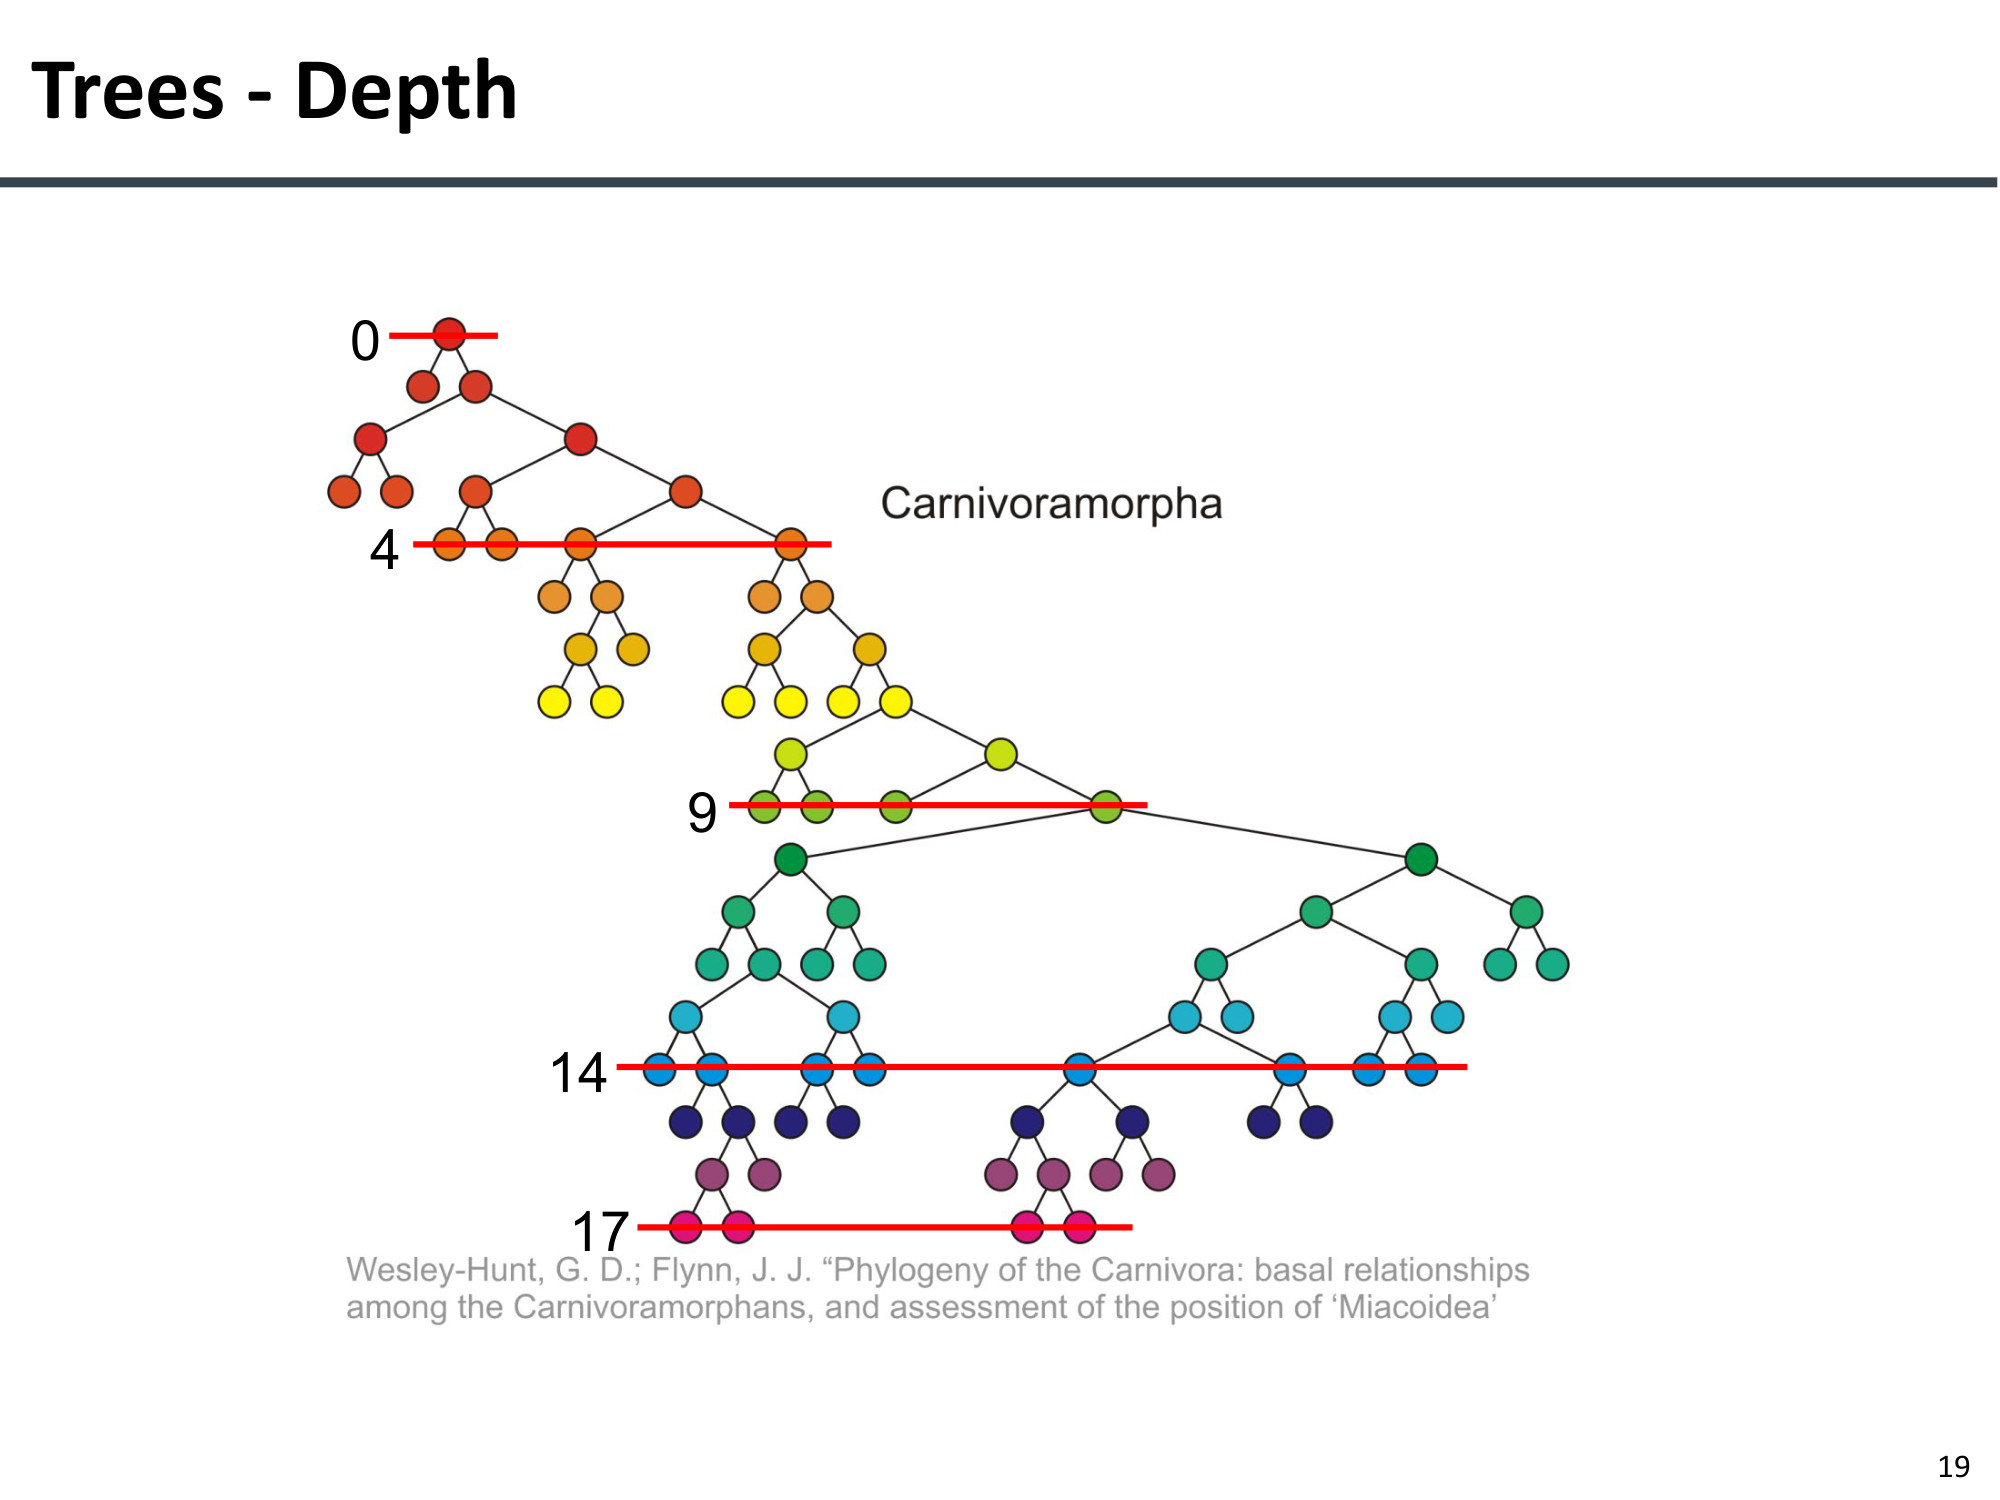 Trees - Depth
0
Carnivoramorpha
4
9
14
17
Wesley-Hunt, G. D.; Flynn, J. J. “Phylogeny of the Carnivora: basal relationships
among the Carnivoramorphans, and assessment of the position of ‘Miacoidea’
19